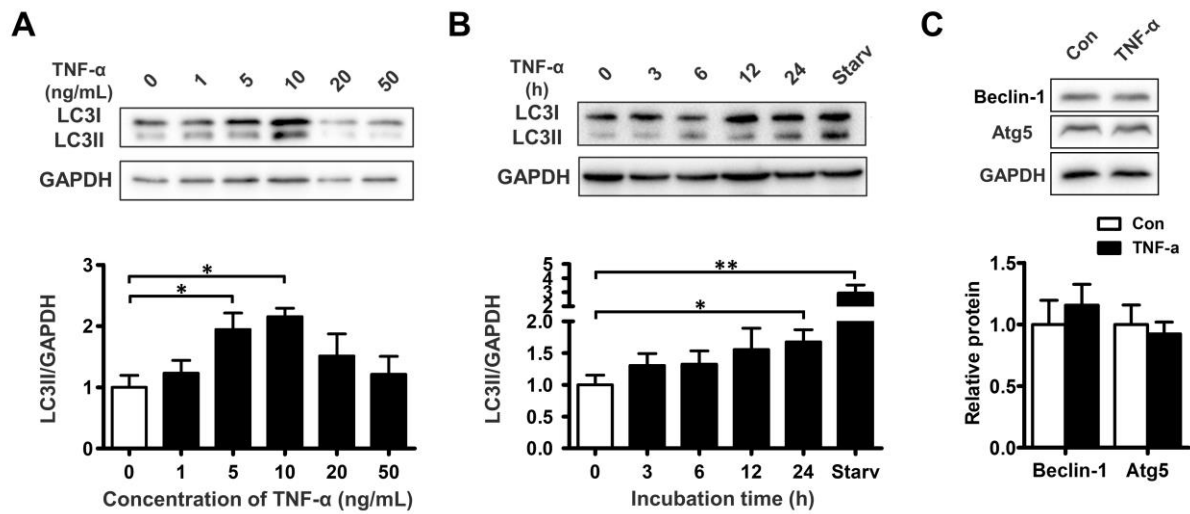 A
TNF-α
(ng/mL)
0 1 5 10 20 50
LC3I
LC3II
GAPDH
LC3II/GAPDH
3
2
1
0
*
*
0 1 5 10 20 50
Concentration of TNF-α (ng/mL)
B
TNF-α
(h)
0 3 6 12 24 Starv
LC3I
LC3II
GAPDH
LC3II/GAPDH
5
4
3
2
2.0
1.5
1.0
0.5
0.0
**
*
0 3 6 12 24 Starv
Incubation time (h)
C
Con TNF-α
Beclin-1
Atg5
GAPDH
Con
TNF-a
Relative protein
1.5
1.0
0.5
0.0
Beclin-1 Atg5